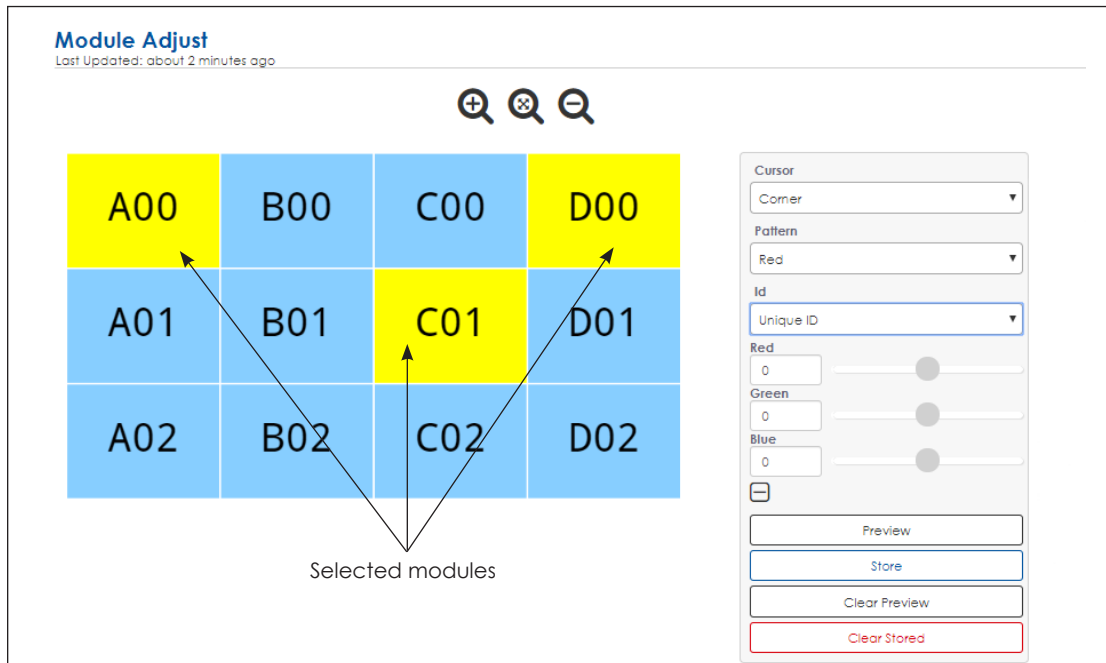 Module Adjust
Last Updated: about 2 minutes ago
A00 B00 C00 D00
A01 B01 C01 D01
A02 B02 C02 D02
Selected modules
Cursor
Corner
Pattern
Red
Id
Unique ID
Red
0
Green
0
Blue
0
Preview
Store
Clear Preview
Clear Stored